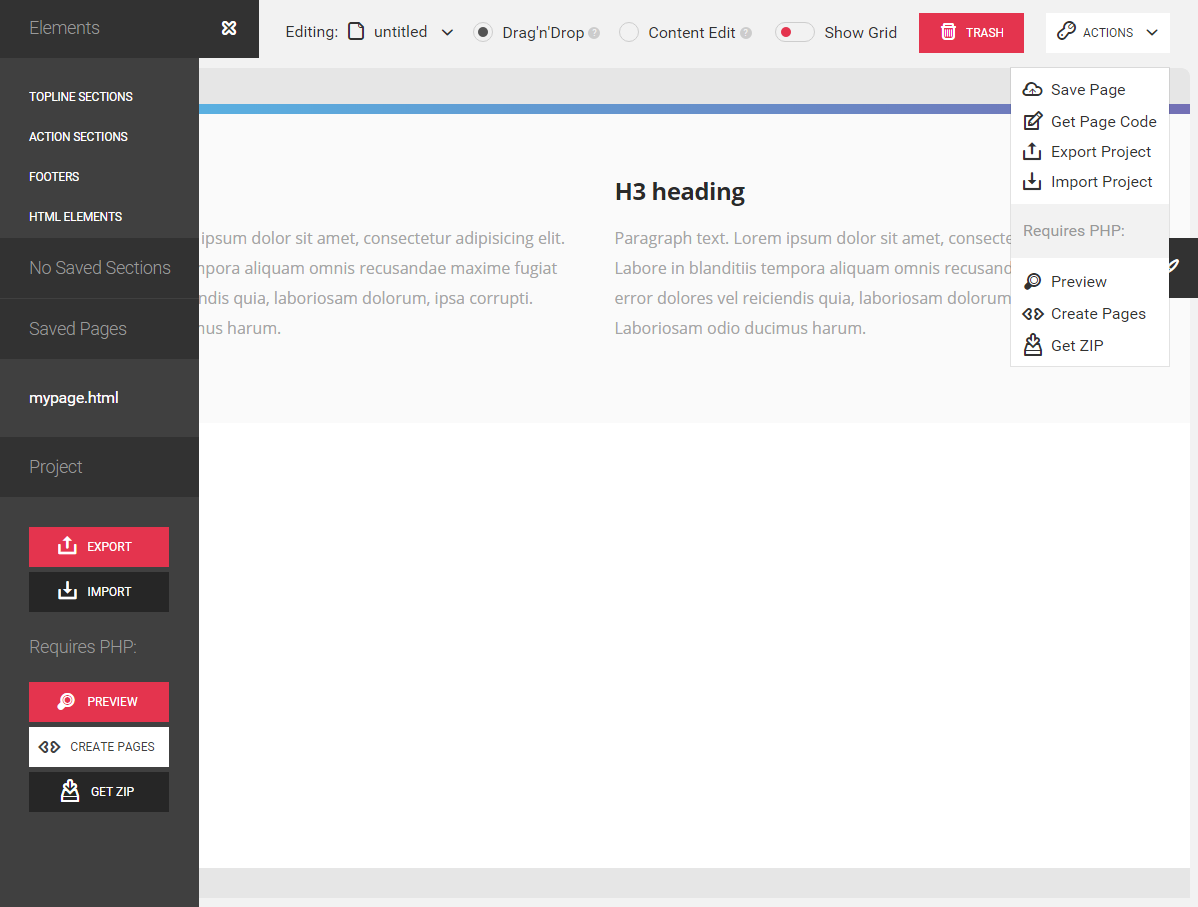 Elements
Editing: untitled Drag'n'Drop ? Content Edit ? Show Grid TRASH ACTIONS
TOPLINE SECTIONS
ACTION SECTIONS
FOOTERS
HTML ELEMENTS
No Saved Sections
Saved Pages
mypage.html
Project
EXPORT
IMPORT
Requires PHP:
PREVIEW
CREATE PAGES
GET ZIP
ipsum dolor sit amet, consectetur adipisicing elit.
aliquam omnis recusandae maxime fugiat
quia, laboriosam dolorum, ipsa corrupti.
harum.
H3 heading
Paragraph text. Lorem ipsum dolor sit amet,
Labore in blanditiis tempora aliquam omnis
error dolores vel reiciendis quia, laboriosam dolorum
Laboriosam odio ducimus harum.
Save Page
Get Page Code
Export Project
Import Project
Requires PHP:
Preview
Create Pages
Get ZIP